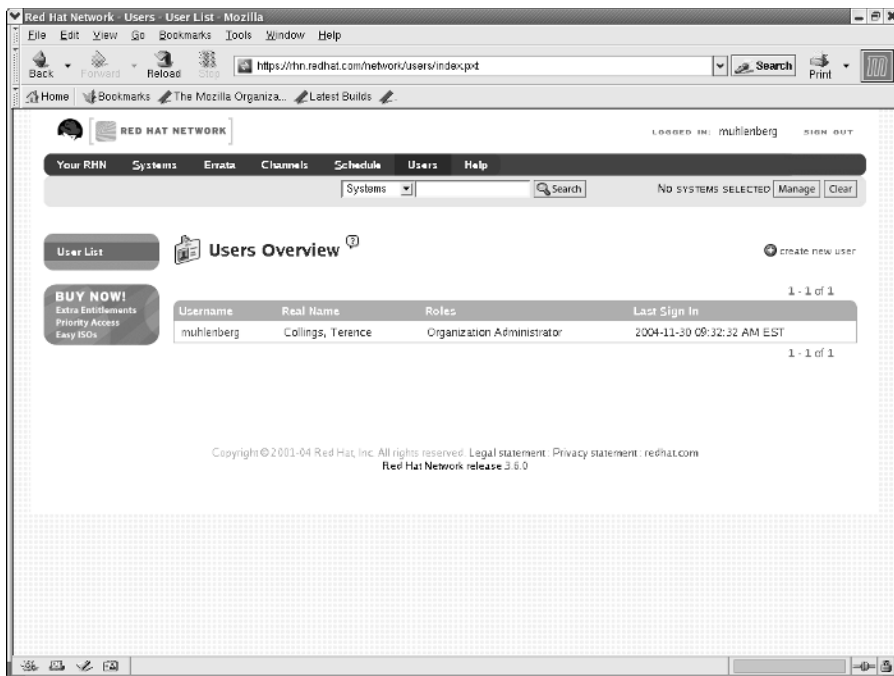 Red Hat Network - Users - User List - Mozilla
File Edit View Go Bookmarks Tools Window Help
Back Forward Reload Stop https://rhn.redhat.com/network/users/index.pxt Search Print
Home Bookmarks The Mozilla Organiza... Latest Builds
RED HAT NETWORK LOGGED IN: muhlenberg SIGN OUT
Your RHN Systems Errata Channels Schedule Users Help
Systems Search NO SYSTEMS SELECTED Manage Clear
User List
Users Overview ? create new user
BUY NOW!
Extra Entitlements
Priority Access
Easy ISOs
1 - 1 of 1
Username Real Name Roles Last Sign In
muhlenberg Collings, Terence Organization Administrator 2004-11-30 09:32:32 AM EST
1 - 1 of 1
Copyright © 2001-04 Red Hat, Inc. All rights reserved. Legal statement : Privacy statement : redhat.com
Red Hat Network release 3.6.0